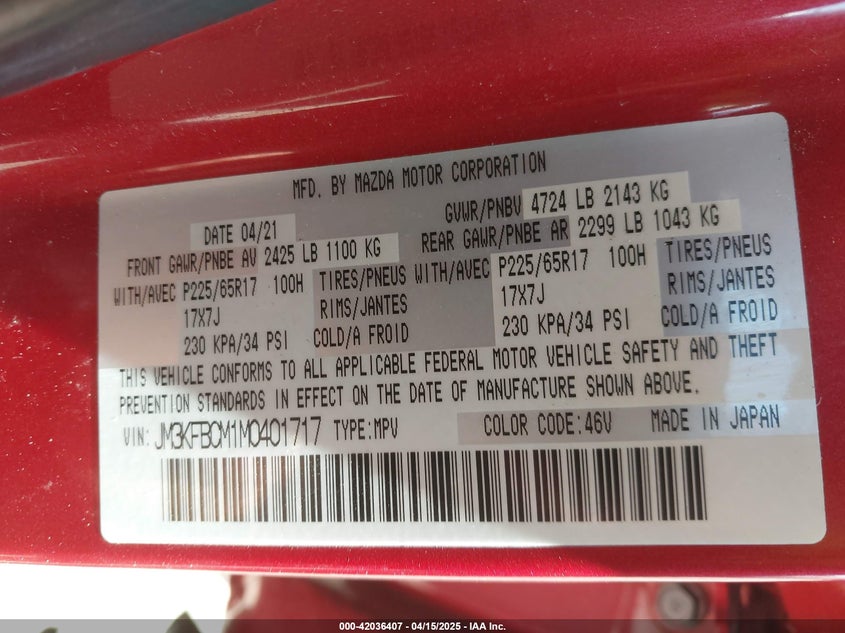 MFD. BY MAZDA MOTOR CORPORATION
DATE 04/21 GVWR/PNBV 4724 LB 2143 KG
FRONT GAWR/PNBE AV 2425 LB 1100 KG REAR GAWR/PNBE AR 2299 LB 1043 KG
WITH/AVEC P225/65R17 100H TIRES/PNEUS WITH/AVEC P225/65R17 100H TIRES/PNEUS
17X7J RIMS/JANTES 17X7J RIMS/JANTES
230 KPA/34 PSI COLD/A FROID 230 KPA/34 PSI COLD/A FROID
THIS VEHICLE CONFORMS TO ALL APPLICABLE FEDERAL MOTOR VEHICLE SAFETY AND THEFT
PREVENTION STANDARDS IN EFFECT ON THE DATE OF MANUFACTURE SHOWN ABOVE.
VIN: JM3KFBCM1M0401717 TYPE:MPV COLOR CODE:46V MADE IN JAPAN
000-42036407 - 04/15/2025 - IAA Inc.